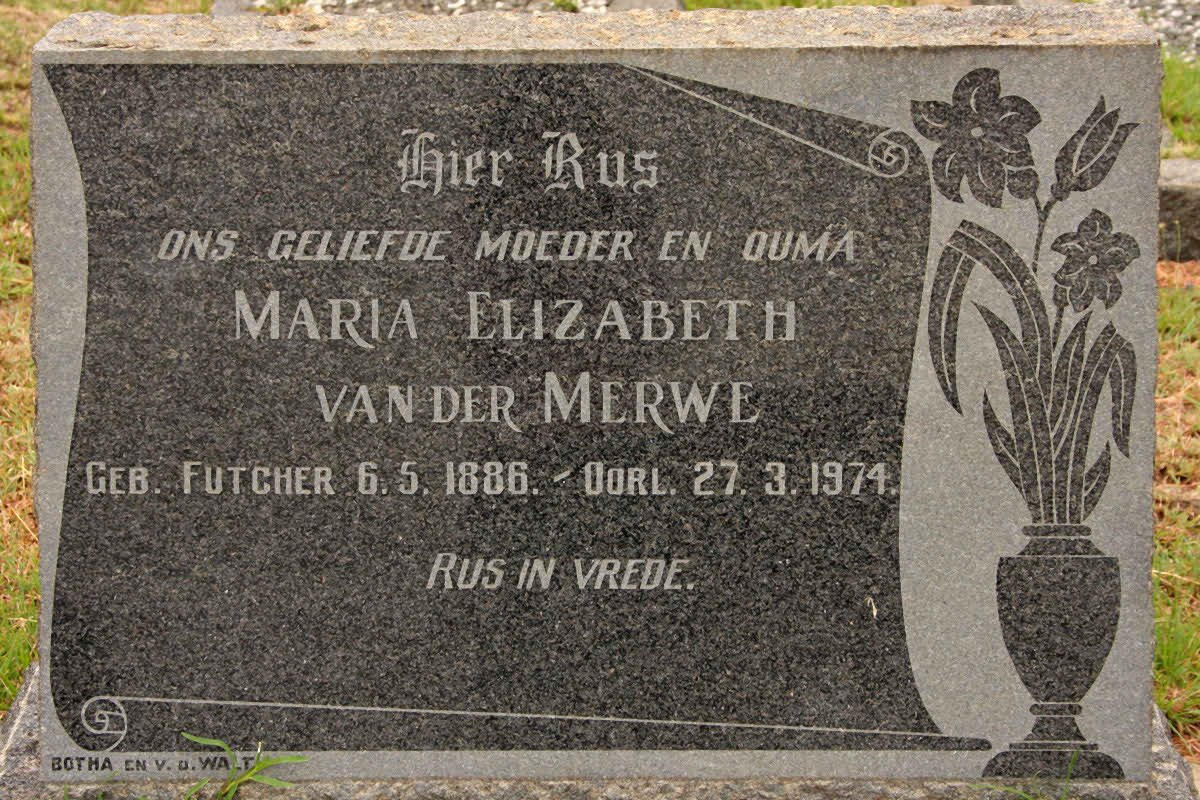 Hier Rus
ONS GELIEFDE MOEDER EN OUMA
MARIA ELIZABETH
VAN DER MERWE
GEB. FUTCHER 6.5.1886. – OORL. 27.3.1974.
RUS IN VREDE.
BOTHA EN V.D. WALT